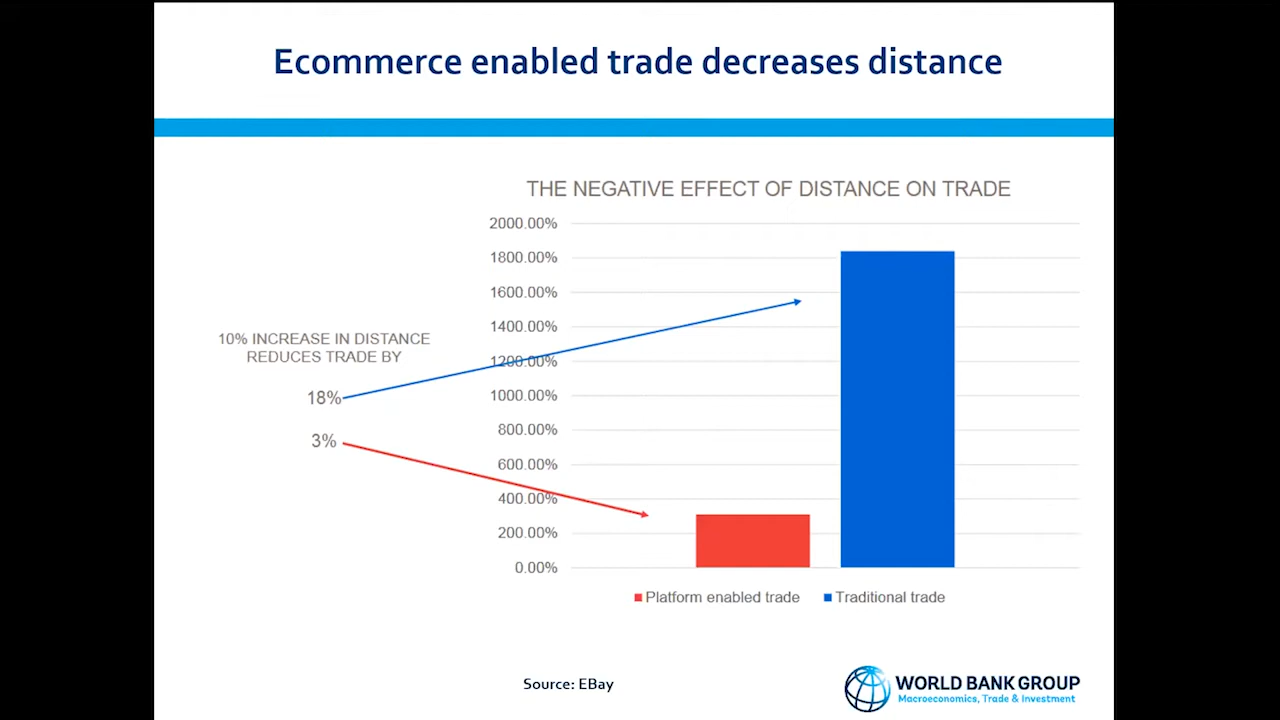 Ecommerce enabled trade decreases distance
THE NEGATIVE EFFECT OF DISTANCE ON TRADE
2000.00%
1800.00%
1600.00%
1400.00%
1200.00%
1000.00%
800.00%
600.00%
400.00%
200.00%
0.00%
10% INCREASE IN DISTANCE
REDUCES TRADE BY
18%
3%
Platform enabled trade
Traditional trade
Source: EBay
WORLD BANK GROUP
Macroeconomics, Trade & Investment